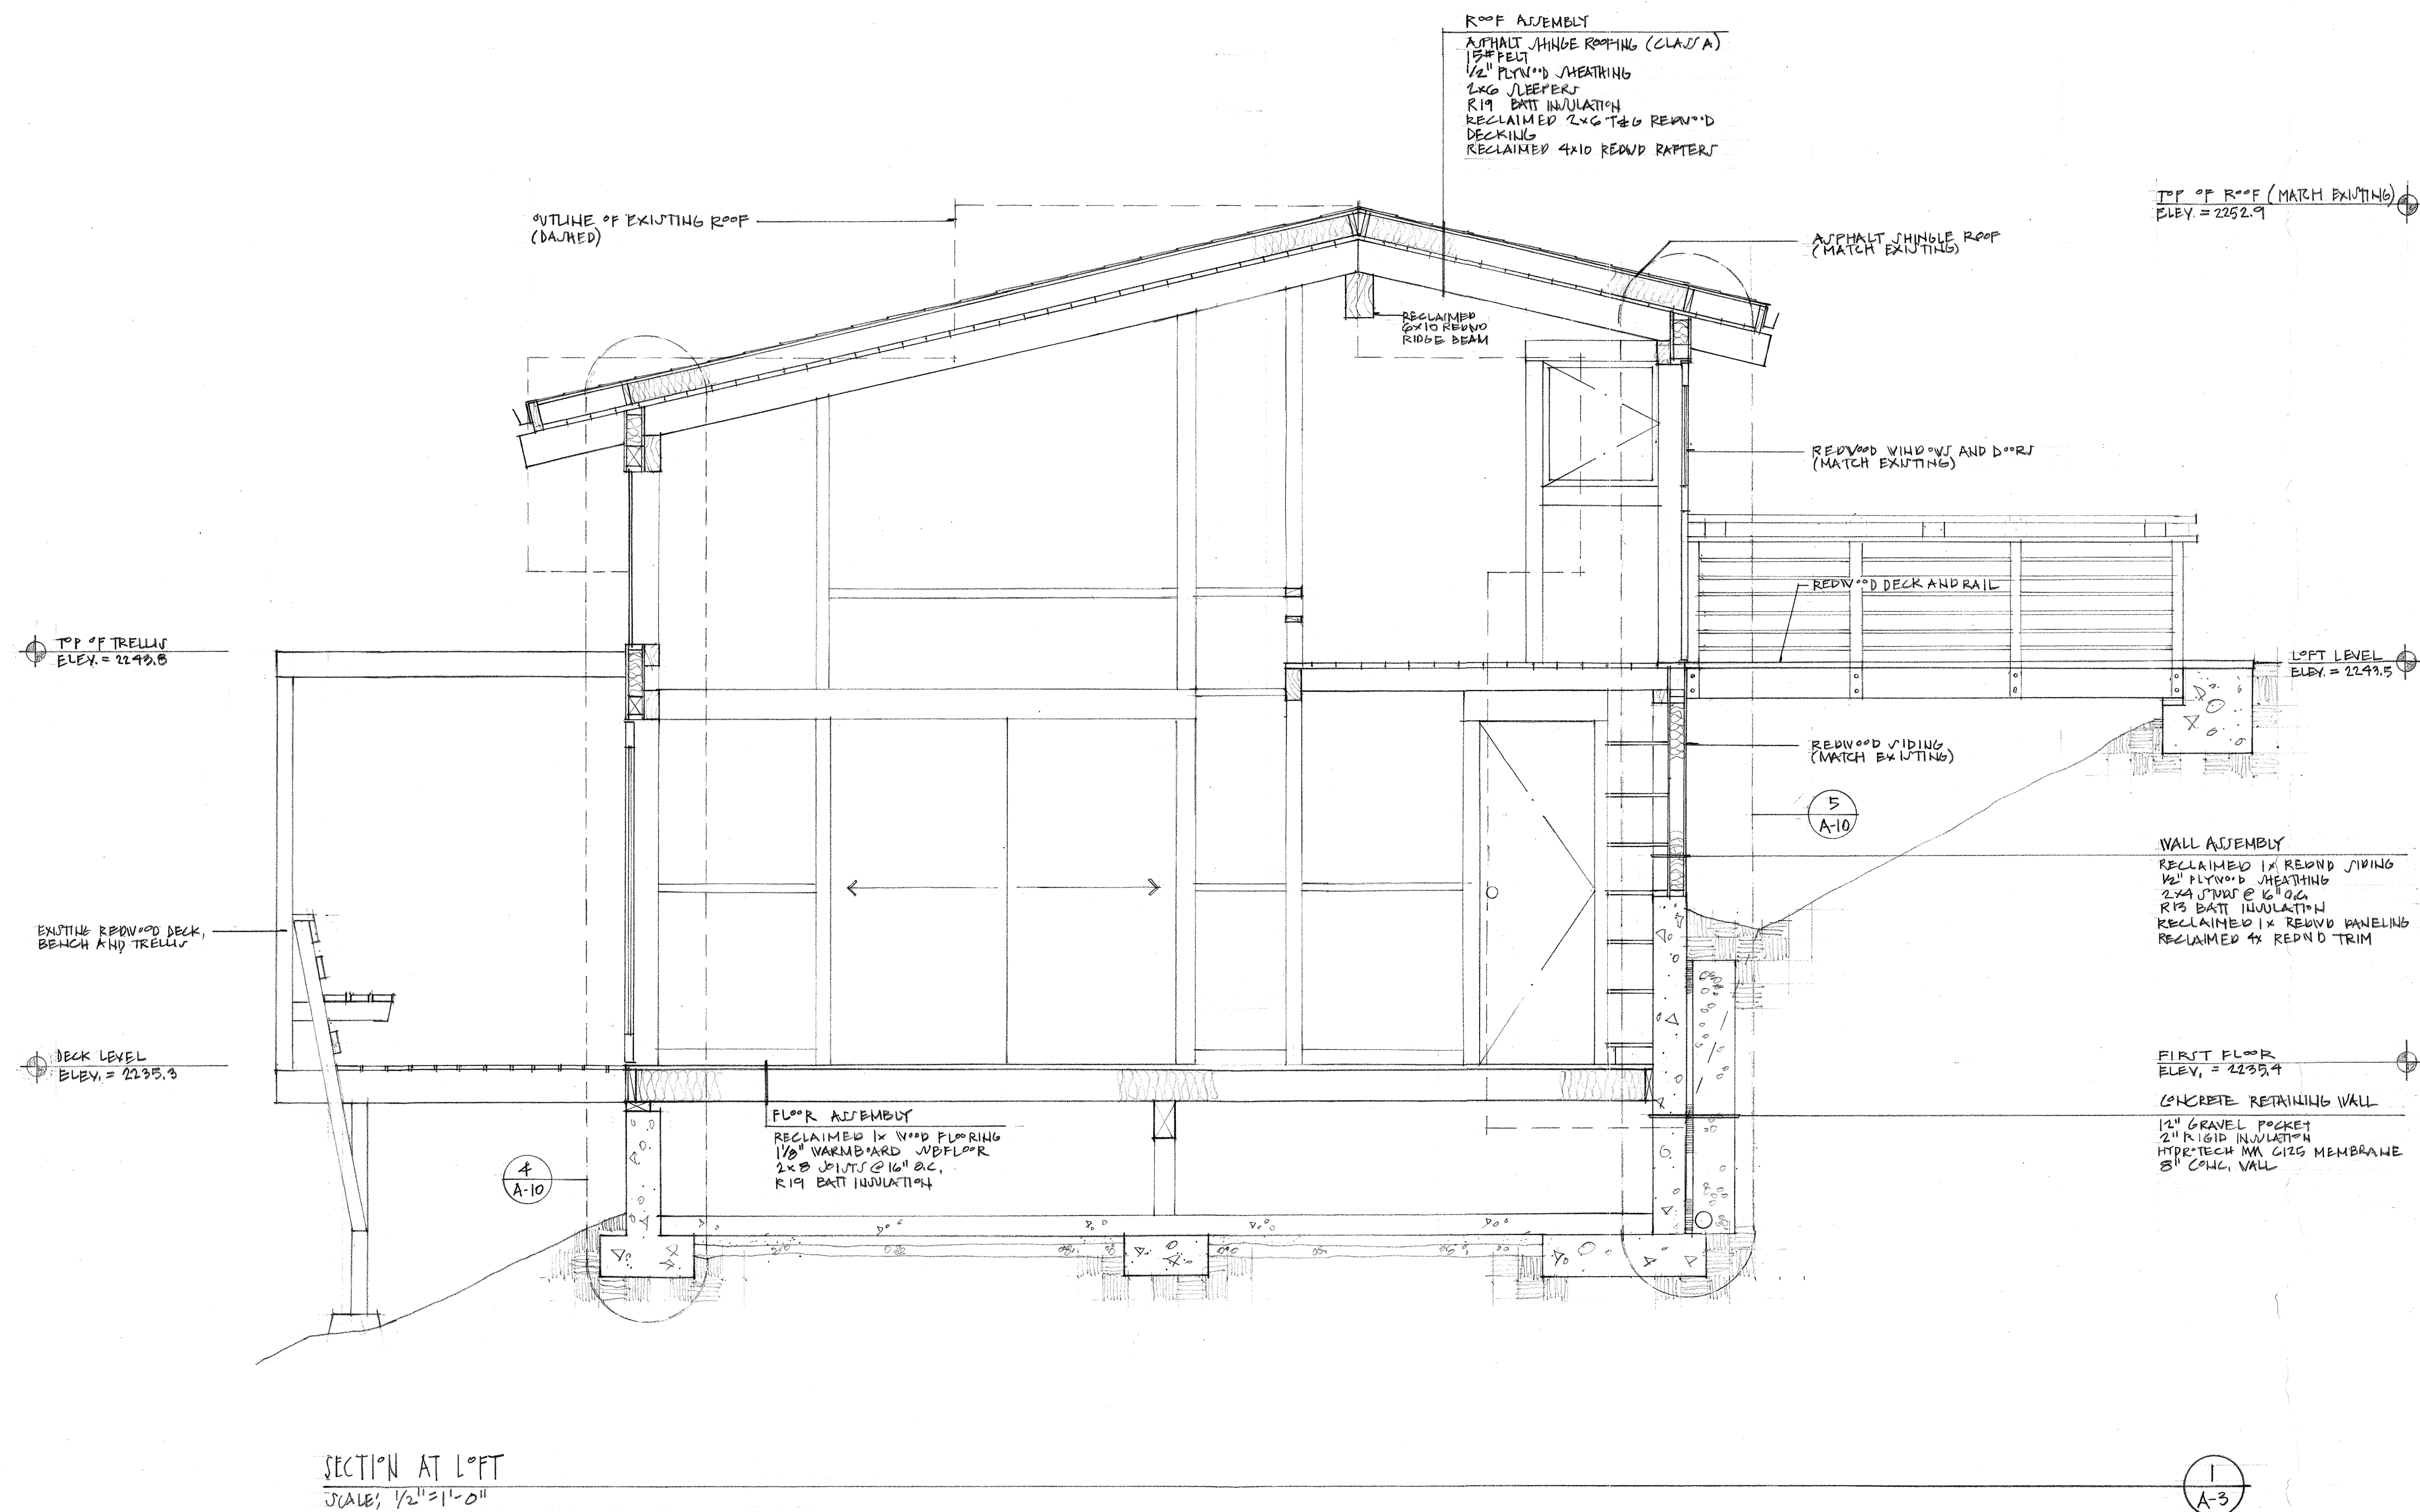 ROOF ASSEMBLY
ASPHALT SHINGE ROOFING (CLASS A)
15# FELT
1/2" PLYWOOD SHEATHING
2x6 SLEEPERS
R19 BATT INSULATION
RECLAIMED 2x6 T&G REDWOOD
DECKING
RECLAIMED 4x10 REDWD RAFTERS
TOP OF ROOF (MATCH EXISTING)
ELEV. = 2252.9
OUTLINE OF EXISTING ROOF
(DASHED)
ASPHALT SHINGLE ROOF
(MATCH EXISTING)
RECLAIMED
6x10 REDWD
RIDGE BEAM
REDWOOD WINDOWS AND DOORS
(MATCH EXISTING)
REDWOOD DECK AND RAIL
TOP OF TRELLIS
ELEV. = 2243.8
LOFT LEVEL
ELEV. = 2243.5
REDWOOD SIDING
(MATCH EXISTING)
5
A-10
WALL ASSEMBLY
RECLAIMED 1x REDWD SIDING
1/2" PLYWOOD SHEATHING
2x4 STUDS @ 16" O.C.
R13 BATT INSULATION
RECLAIMED 1x REDWD PANELING
RECLAIMED 4x REDWD TRIM
EXISTING REDWOOD DECK,
BENCH AND TRELLIS
DECK LEVEL
ELEV. = 2235.3
FIRST FLOOR
ELEV. = 2235.4
CONCRETE RETAINING WALL
12" GRAVEL POCKET
2" RIGID INSULATION
HYDROTECH MM 6125 MEMBRANE
8" CONC. WALL
FLOOR ASSEMBLY
RECLAIMED 1x WOOD FLOORING
1 1/8" WARMBOARD SUBFLOOR
2x8 JOISTS @ 16" O.C.
R19 BATT INSULATION
4
A-10
SECTION AT LOFT
SCALE: 1/2"=1'-0"
1
A-3